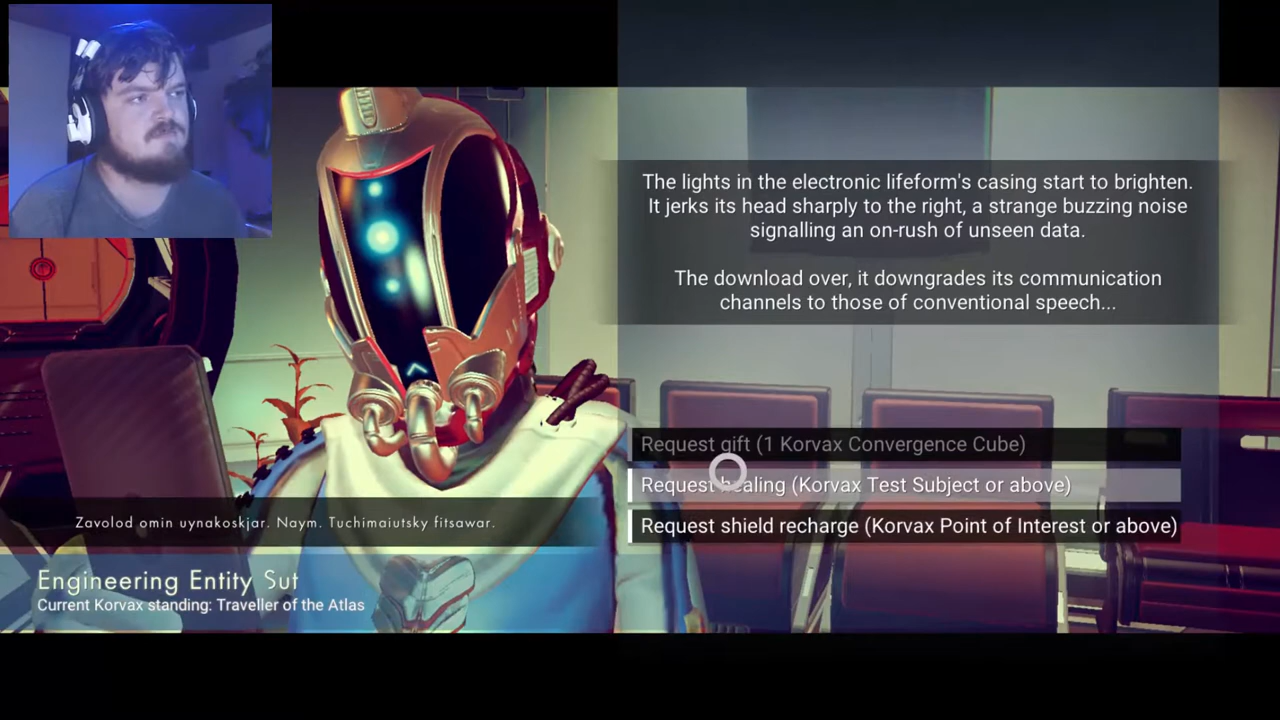 The lights in the electronic lifeform's casing start to brighten.
It jerks its head sharply to the right, a strange buzzing noise
signalling an on-rush of unseen data.
The download over, it downgrades its communication
channels to those of conventional speech...
Request gift (1 Korvax Convergence Cube)
Request healing (Korvax Test Subject or above)
Request shield recharge (Korvax Point of Interest or above)
Zavolod omin uynakoskjar. Naym. Tuchimaiutsky fitsawar.
Engineering Entity Sut
Current Korvax standing: Traveller of the Atlas